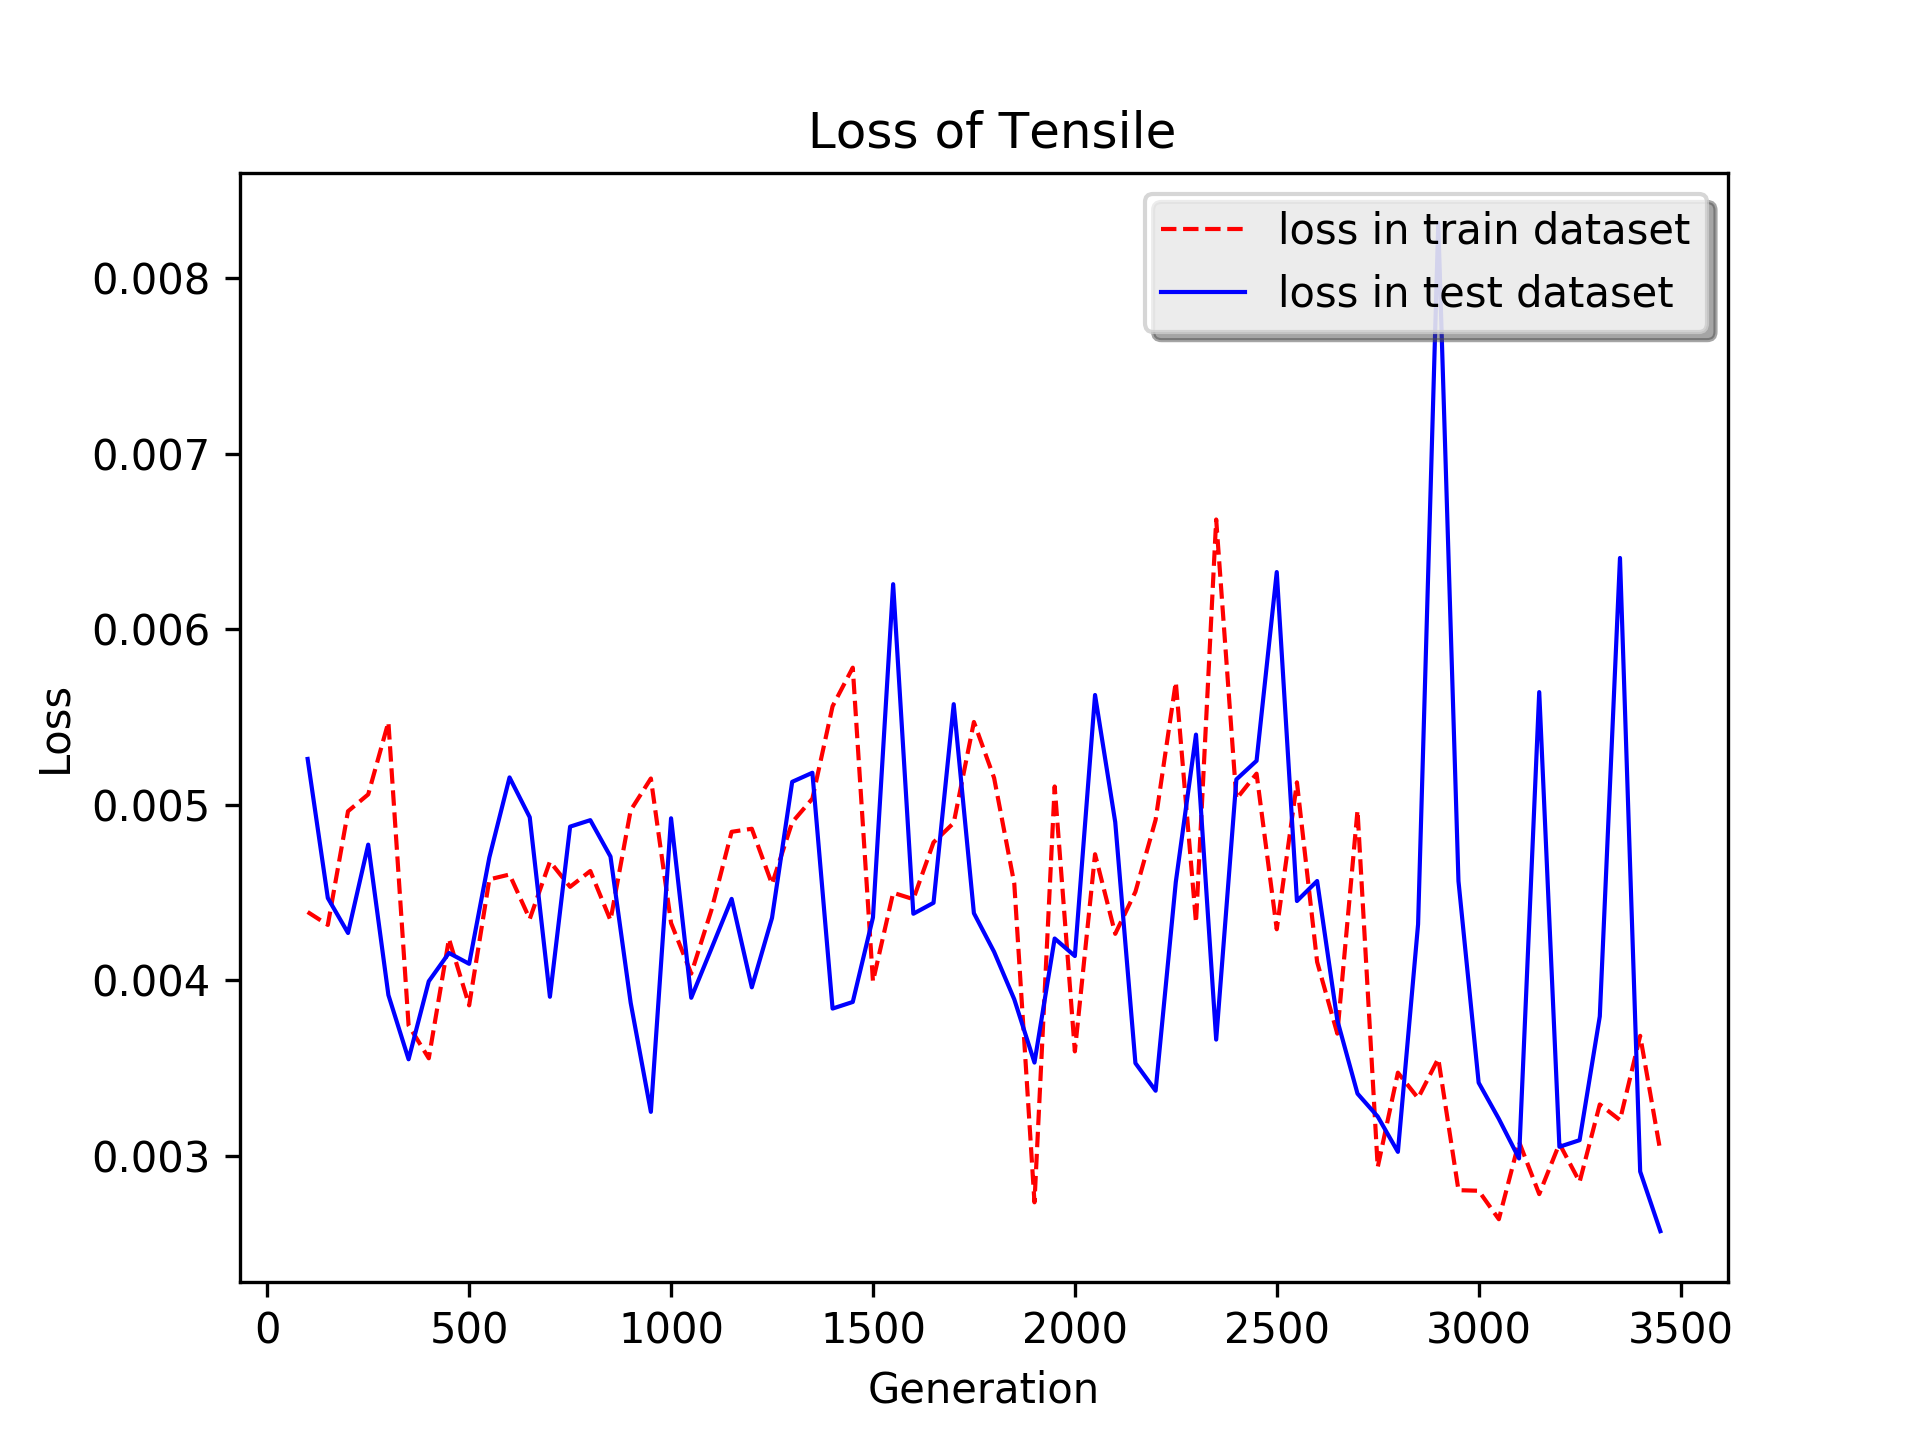 Loss of Tensile
loss in train dataset
loss in test dataset
0.008
0.007
0.006
0.005
0.004
0.003
Loss
0 500 1000 1500 2000 2500 3000 3500
Generation